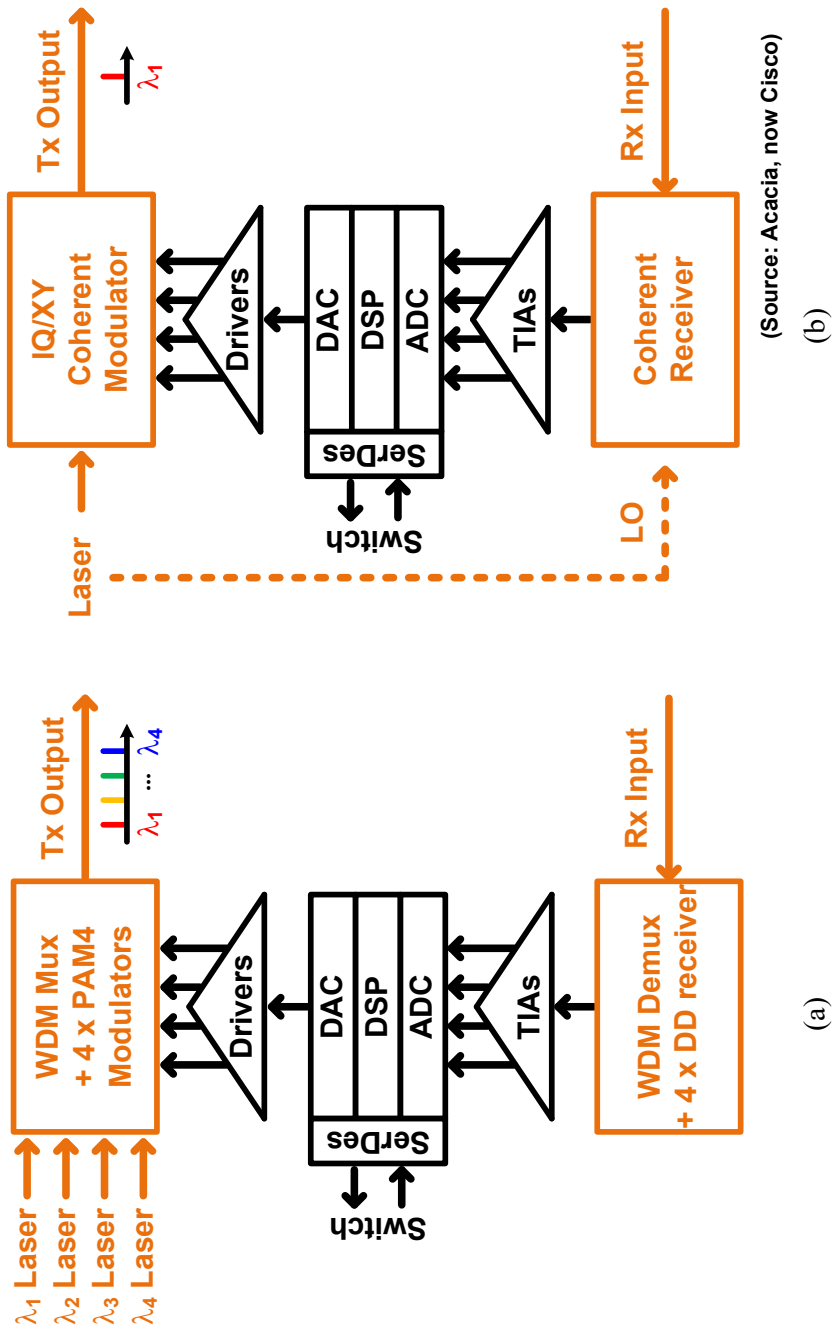 λ1 Laser
λ2 Laser
λ3 Laser
λ4 Laser
WDM Mux
+ 4 x PAM4
Modulators
Tx Output
λ1 ... λ4
Drivers
Switch
SerDes
DAC
DSP
ADC
TIAs
WDM Demux
+ 4 x DD receiver
Rx Input
(a)
Laser
IQ/XY
Coherent
Modulator
Tx Output
λ1
Drivers
Switch
SerDes
DAC
DSP
ADC
TIAs
LO
Coherent
Receiver
Rx Input
(Source: Acacia, now Cisco)
(b)